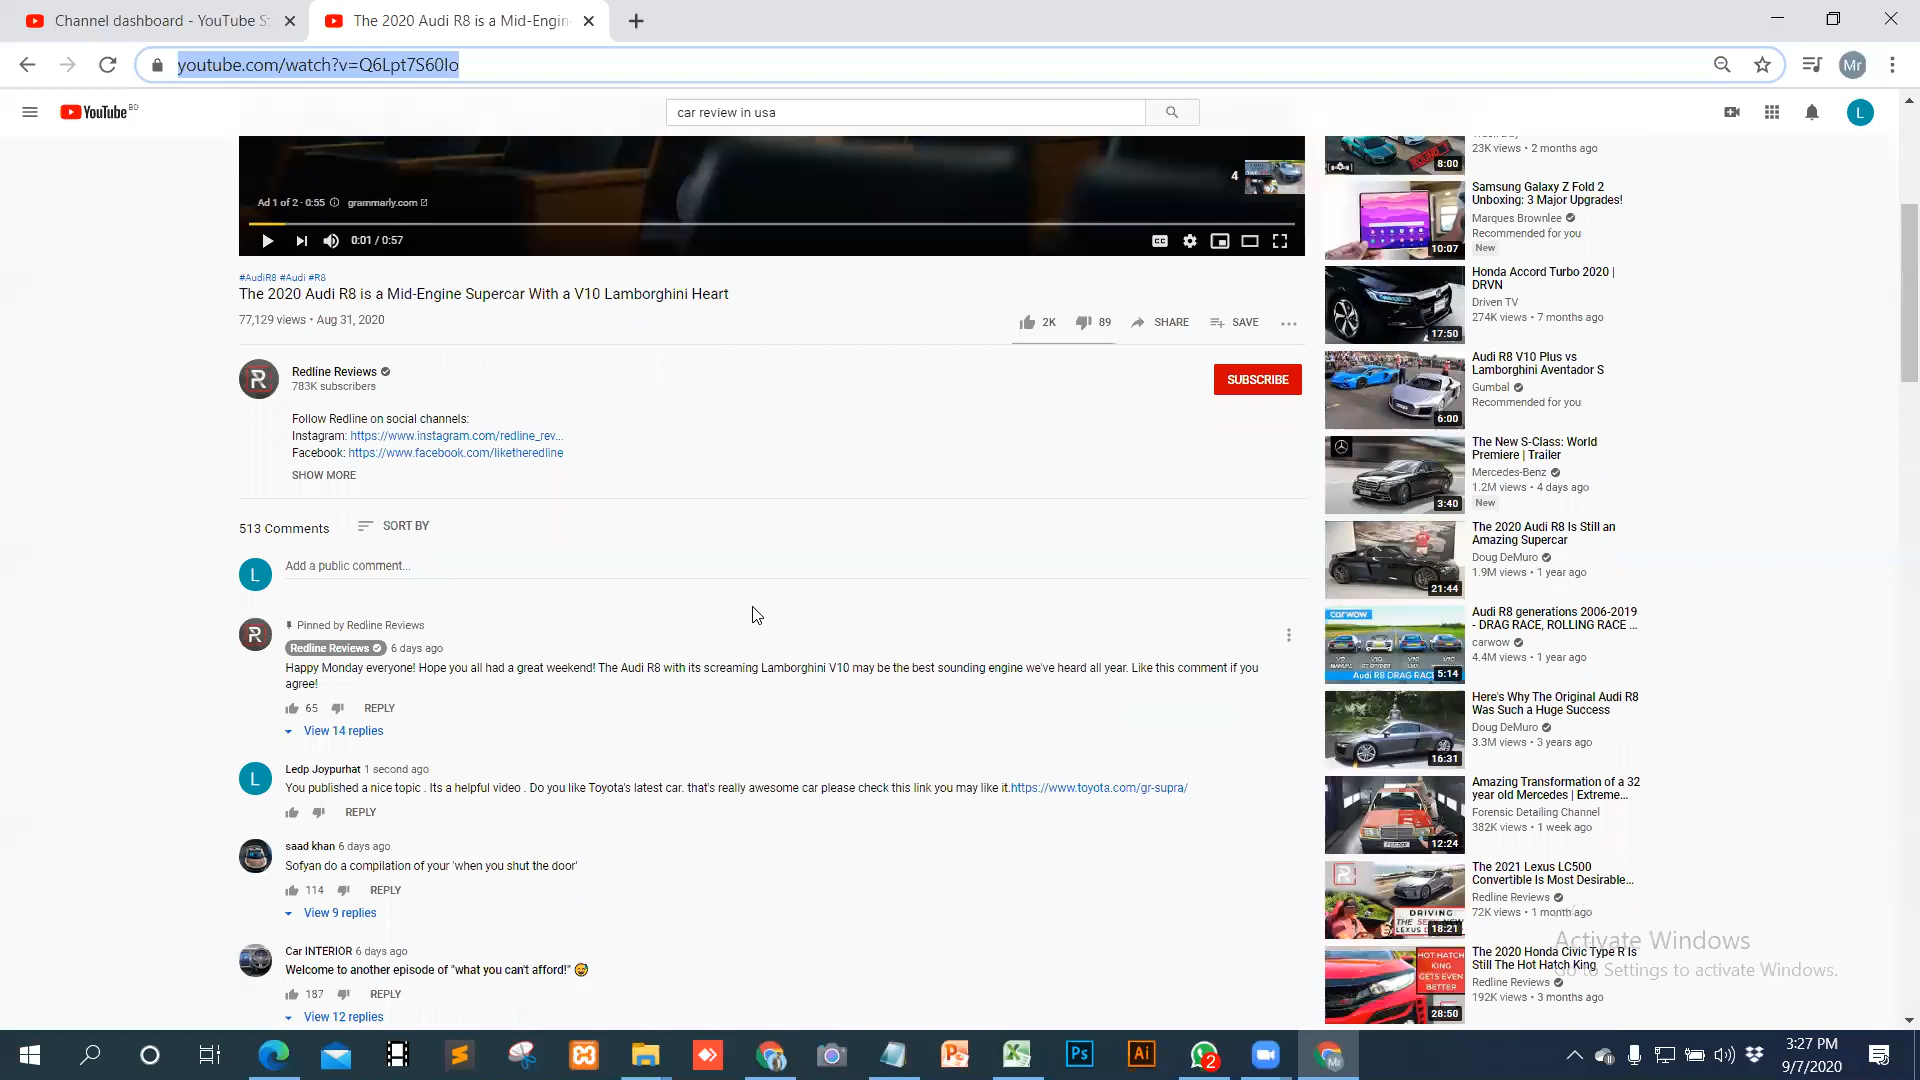 Channel dashboard - YouTube S
The 2020 Audi R8 is a Mid-Engin
youtube.com/watch?v=Q6Lpt7S60Io
Mr
YouTube BD
car review in usa
L
Ad 1 of 2 · 0:55 grammarly.com
4
0:01 / 0:57
#AudiR8 #Audi #R8
The 2020 Audi R8 is a Mid-Engine Supercar With a V10 Lamborghini Heart
77,129 views • Aug 31, 2020
2K 89 SHARE SAVE
Redline Reviews
783K subscribers
SUBSCRIBE
Follow Redline on social channels:
Instagram: https://www.instagram.com/redline_rev...
Facebook: https://www.facebook.com/liketheredline
SHOW MORE
513 Comments SORT BY
L
Add a public comment...
Pinned by Redline Reviews
Redline Reviews 6 days ago
Happy Monday everyone! Hope you all had a great weekend! The Audi R8 with its screaming Lamborghini V10 may be the best sounding engine we've heard all year. Like this comment if you
agree!
65 REPLY
View 14 replies
L
Ledp Joypurhat 1 second ago
You published a nice topic . Its a helpful video . Do you like Toyota's latest car. that's really awesome car please check this link you may like it.https://www.toyota.com/gr-supra/
REPLY
saad khan 6 days ago
Sofyan do a compilation of your 'when you shut the door'
114 REPLY
View 9 replies
Car INTERIOR 6 days ago
Welcome to another episode of "what you can't afford!" 😅
187 REPLY
View 12 replies
8:00
23K views • 2 months ago
10:07
Samsung Galaxy Z Fold 2
Unboxing: 3 Major Upgrades!
Marques Brownlee
Recommended for you
New
17:50
Honda Accord Turbo 2020 |
DRVN
Driven TV
274K views • 7 months ago
6:00
Audi R8 V10 Plus vs
Lamborghini Aventador S
Gumbal
Recommended for you
3:40
The New S-Class: World
Premiere | Trailer
Mercedes-Benz
1.2M views • 4 days ago
New
21:44
The 2020 Audi R8 Is Still an
Amazing Supercar
Doug DeMuro
1.9M views • 1 year ago
carwow
Audi R8 DRAG RAC
5:14
Audi R8 generations 2006-2019
- DRAG RACE, ROLLING RACE ...
carwow
4.4M views • 1 year ago
16:31
Here's Why The Original Audi R8
Was Such a Huge Success
Doug DeMuro
3.3M views • 3 years ago
12:24
Amazing Transformation of a 32
year old Mercedes | Extreme...
Forensic Detailing Channel
382K views • 1 week ago
DRIVING
18:21
The 2021 Lexus LC500
Convertible Is Most Desirable...
Redline Reviews
72K views • 1 month ago
HOT HATCH
KING
GETS EVEN
BETTER
28:50
The 2020 Honda Civic Type R Is
Still The Hot Hatch King
Redline Reviews
192K views • 3 months ago
Activate Windows
Go to Settings to activate Windows.
Ps
Ai
2
Mr
3:27 PM
9/7/2020